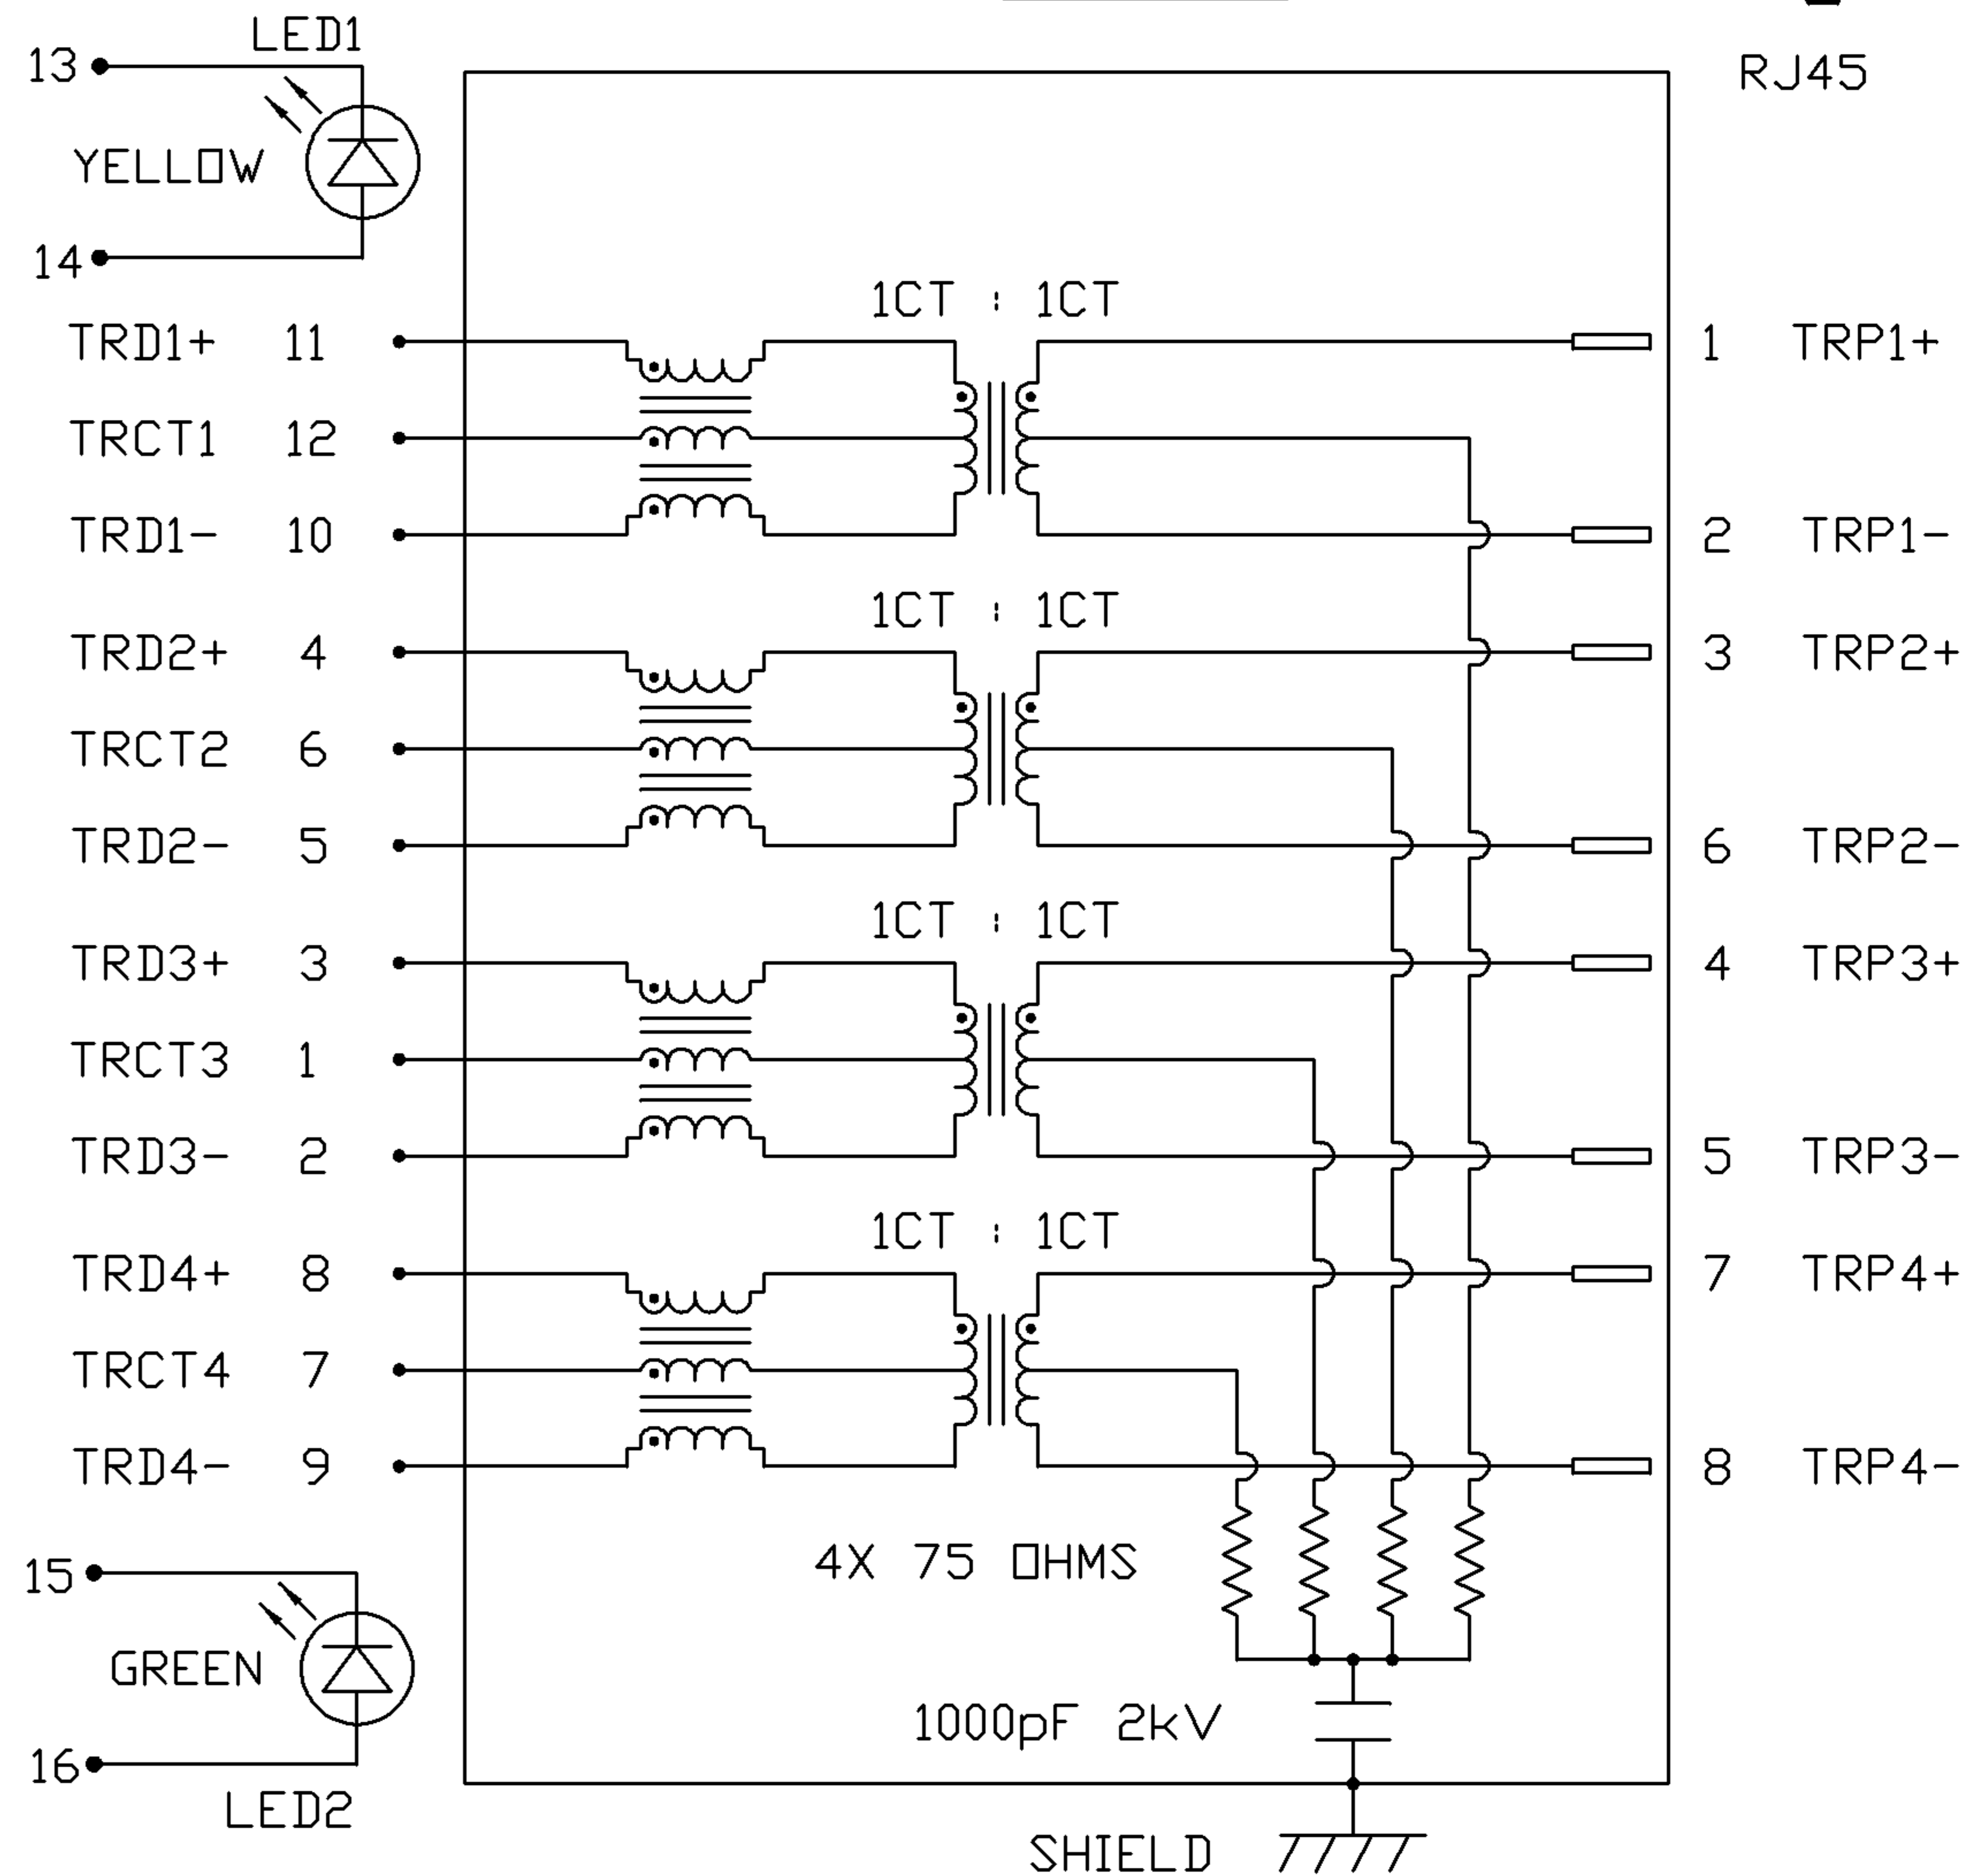 LED1
13
RJ45
YELLOW
14
1CT : 1CT
TRD1+ 11 1 TRP1+
TRCT1 12
TRD1- 10 2 TRP1-
1CT : 1CT
TRD2+ 4 3 TRP2+
TRCT2 6
TRD2- 5 6 TRP2-
1CT : 1CT
TRD3+ 3 4 TRP3+
TRCT3 1
TRD3- 2 5 TRP3-
1CT : 1CT
TRD4+ 8 7 TRP4+
TRCT4 7
TRD4- 9 8 TRP4-
4X 75 OHMS
15
GREEN
1000pF 2kV
16
LED2
SHIELD